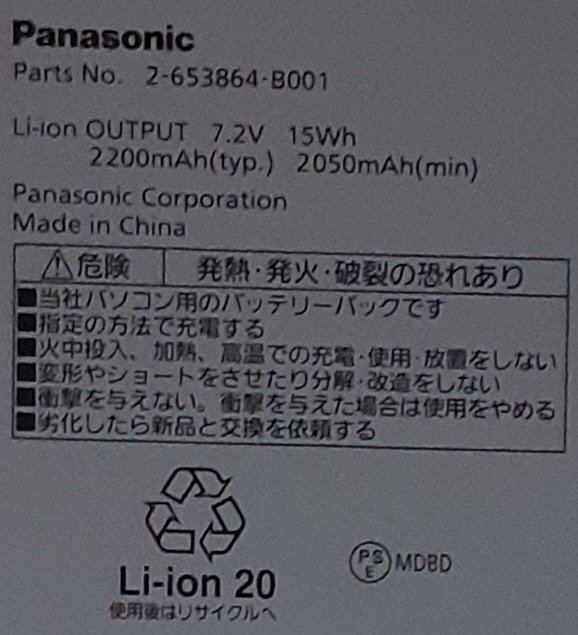 Panasonic
Parts No. 2-653864-B001
Li-ion OUTPUT 7.2V 15Wh
2200mAh(typ.) 2050mAh(min)
Panasonic Corporation
Made in China
⚠危険 発熱・発火・破裂の恐れあり
■当社パソコン用のバッテリーパックです
■指定の方法で充電する
■火中投入、加熱、高温での充電・使用・放置をしない
■変形やショートをさせたり分解・改造をしない
■衝撃を与えない。衝撃を与えた場合は使用をやめる
■劣化したら新品と交換を依頼する
Li-ion 20
使用後はリサイクルへ
PSE MDBD